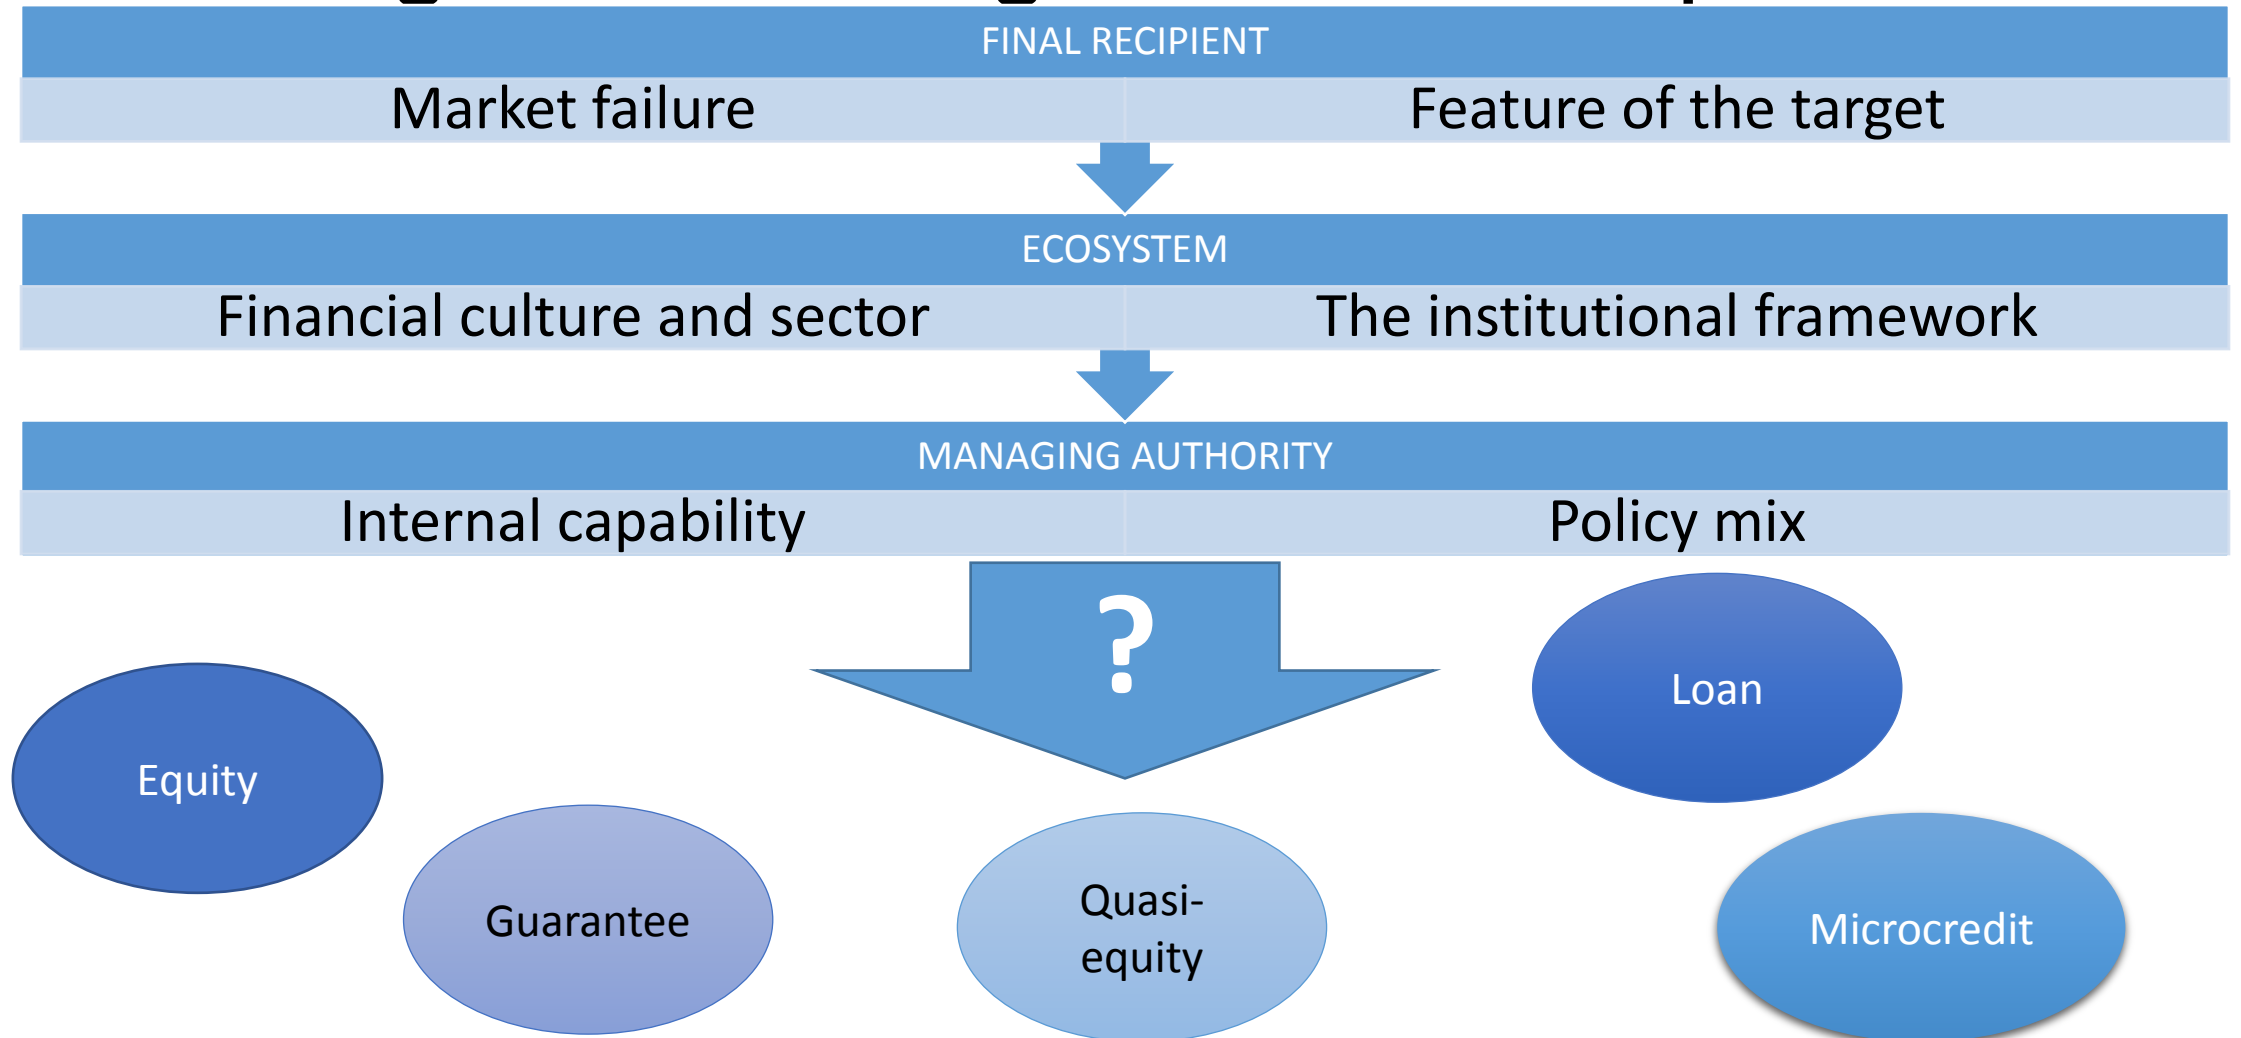 FINAL RECIPIENT
Market failure
Feature of the target
ECOSYSTEM
Financial culture and sector
The institutional framework
MANAGING AUTHORITY
Internal capability
Policy mix
?
Loan
Equity
Guarantee
Quasi-
equity
Microcredit